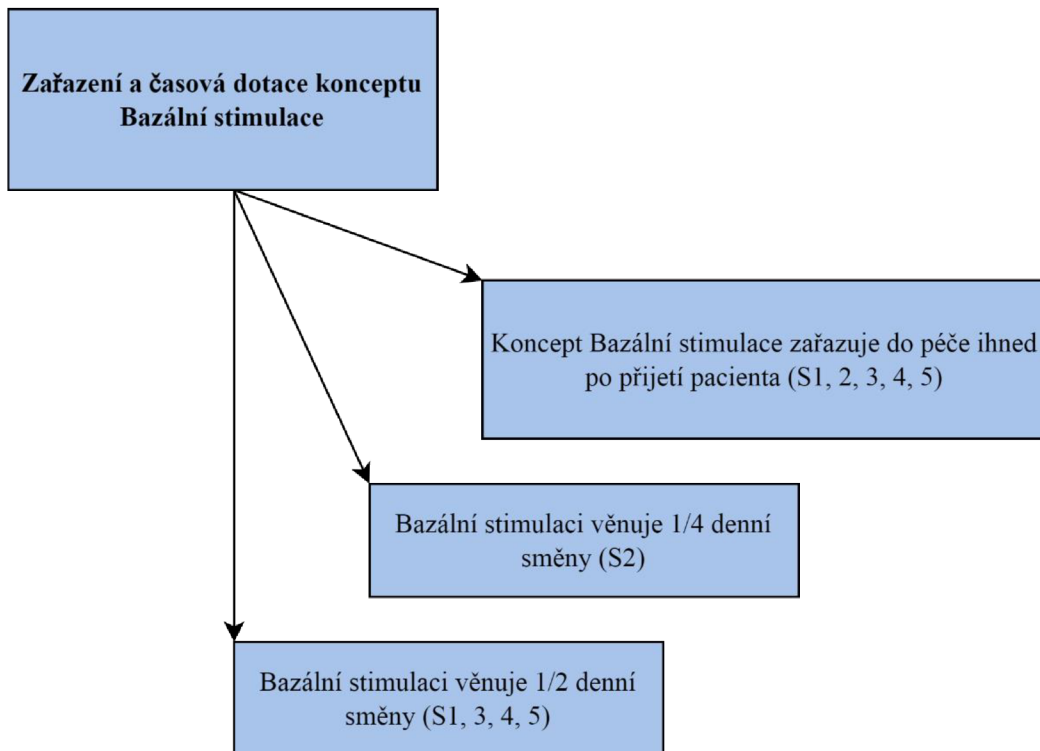 Zařazení a časová dotace konceptu
Bazální stimulace
Koncept Bazální stimulace zařazuje do péče ihned
po přijetí pacienta (S1, 2, 3, 4, 5)
Bazální stimulaci věnuje 1/4 denní
směny (S2)
Bazální stimulaci věnuje 1/2 denní
směny (S1, 3, 4, 5)